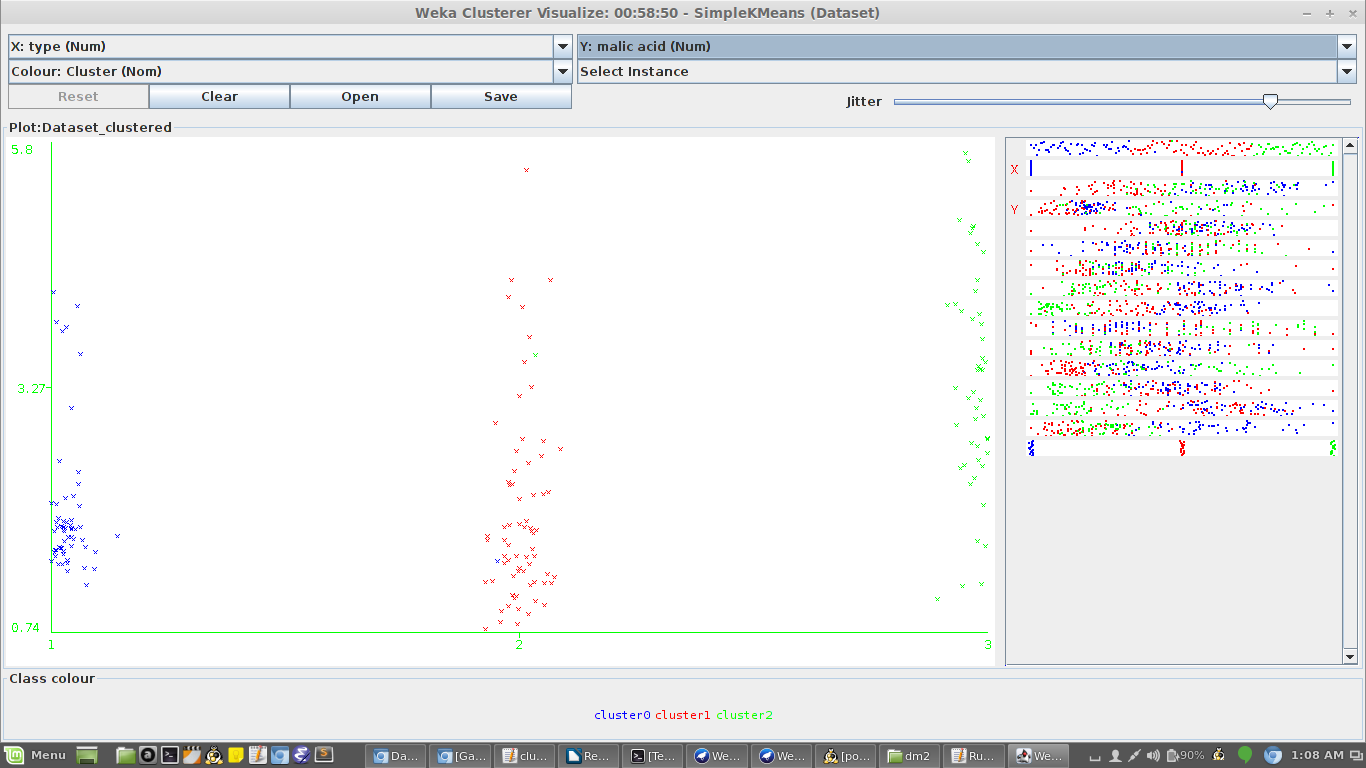 Weka Clusterer Visualize: 00:58:50 - SimpleKMeans (Dataset)
X: type (Num) Y: malic acid (Num)
Colour: Cluster (Nom) Select Instance
Reset Clear Open Save Jitter
Plot:Dataset_clustered
5.8
X
Y
3.27
0.74
1 2 3
Class colour
cluster0 cluster1 cluster2
Menu Da... [Ga... clu... Re... [Te... We... We... [po... dm2 Ru... We... 90% 1:08 AM